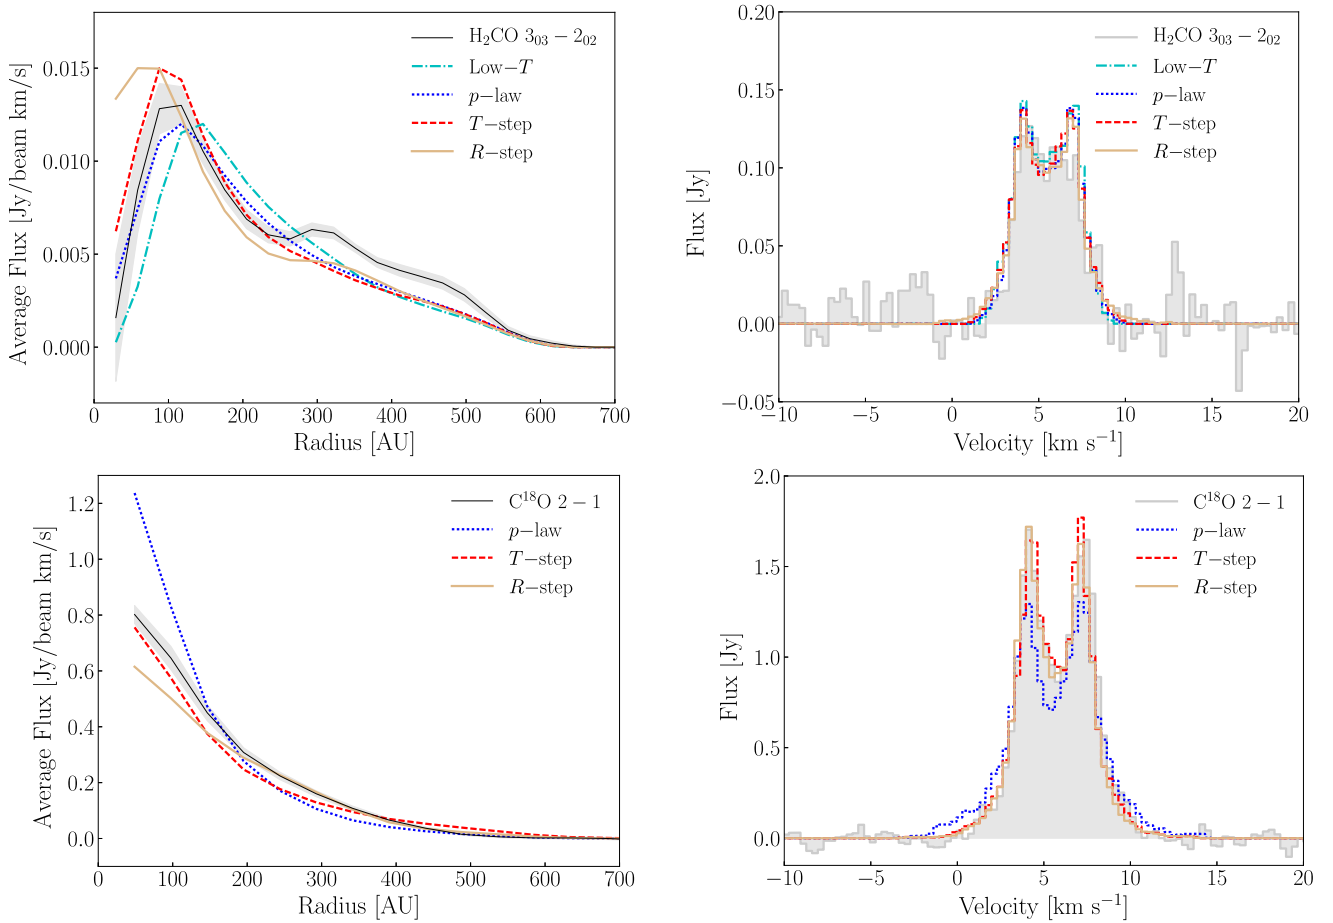 0.015
0.010
0.005
0.000
Average Flux [Jy/beam km/s]
H₂CO 3₀₃ − 2₀₂
Low−T
p−law
T−step
R−step
0 100 200 300 400 500 600 700
Radius [AU]
0.20
0.15
0.10
0.05
0.00
−0.05
Flux [Jy]
H₂CO 3₀₃ − 2₀₂
Low−T
p−law
T−step
R−step
−10 −5 0 5 10 15 20
Velocity [km s⁻¹]
1.2
1.0
0.8
0.6
0.4
0.2
0.0
Average Flux [Jy/beam km/s]
C¹⁸O 2 − 1
p−law
T−step
R−step
0 100 200 300 400 500 600 700
Radius [AU]
2.0
1.5
1.0
0.5
0.0
Flux [Jy]
C¹⁸O 2 − 1
p−law
T−step
R−step
−10 −5 0 5 10 15 20
Velocity [km s⁻¹]